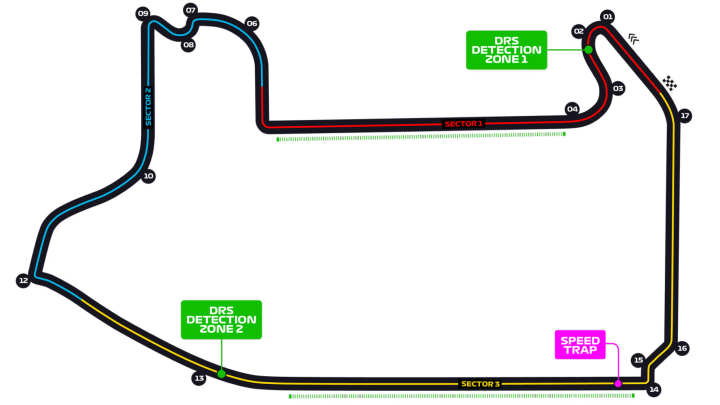 09
07
06
08
02
01
DRS
DETECTION
ZONE 1
03
04
17
SECTOR 2
SECTOR 1
10
12
DRS
DETECTION
ZONE 2
13
SPEED
TRAP
16
15
SECTOR 3
14